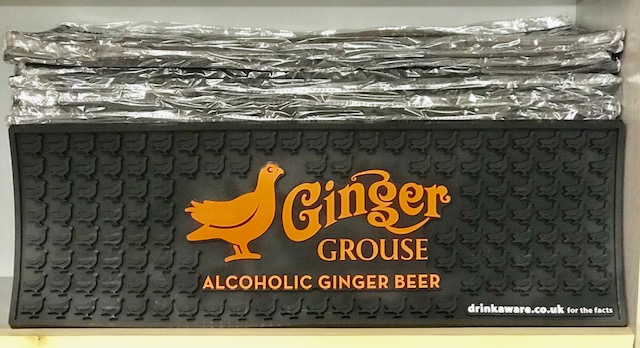 Ginger
GROUSE
ALCOHOLIC GINGER BEER
drinkaware.co.uk for the facts